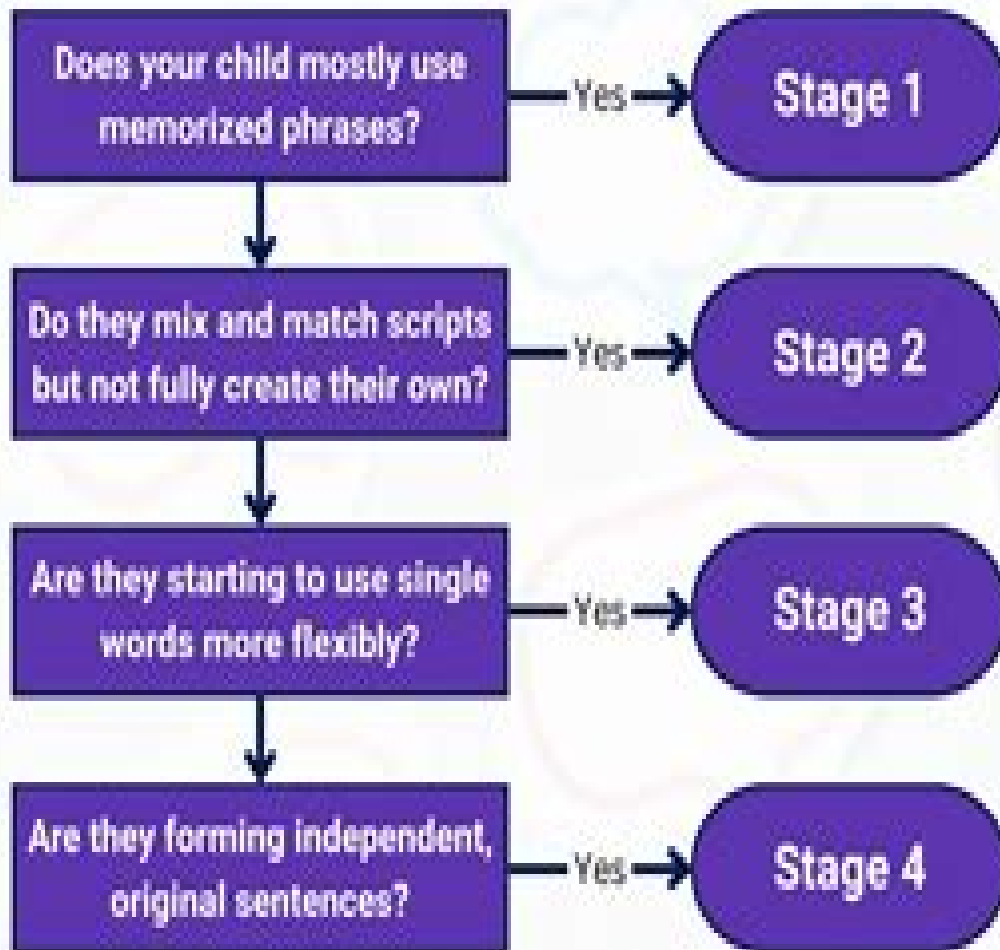 Does your child mostly use
memorized phrases?
Yes
Stage 1
Do they mix and match scripts
but not fully create their own?
Yes
Stage 2
Are they starting to use single
words more flexibly?
Yes
Stage 3
Are they forming independent,
original sentences?
Yes
Stage 4